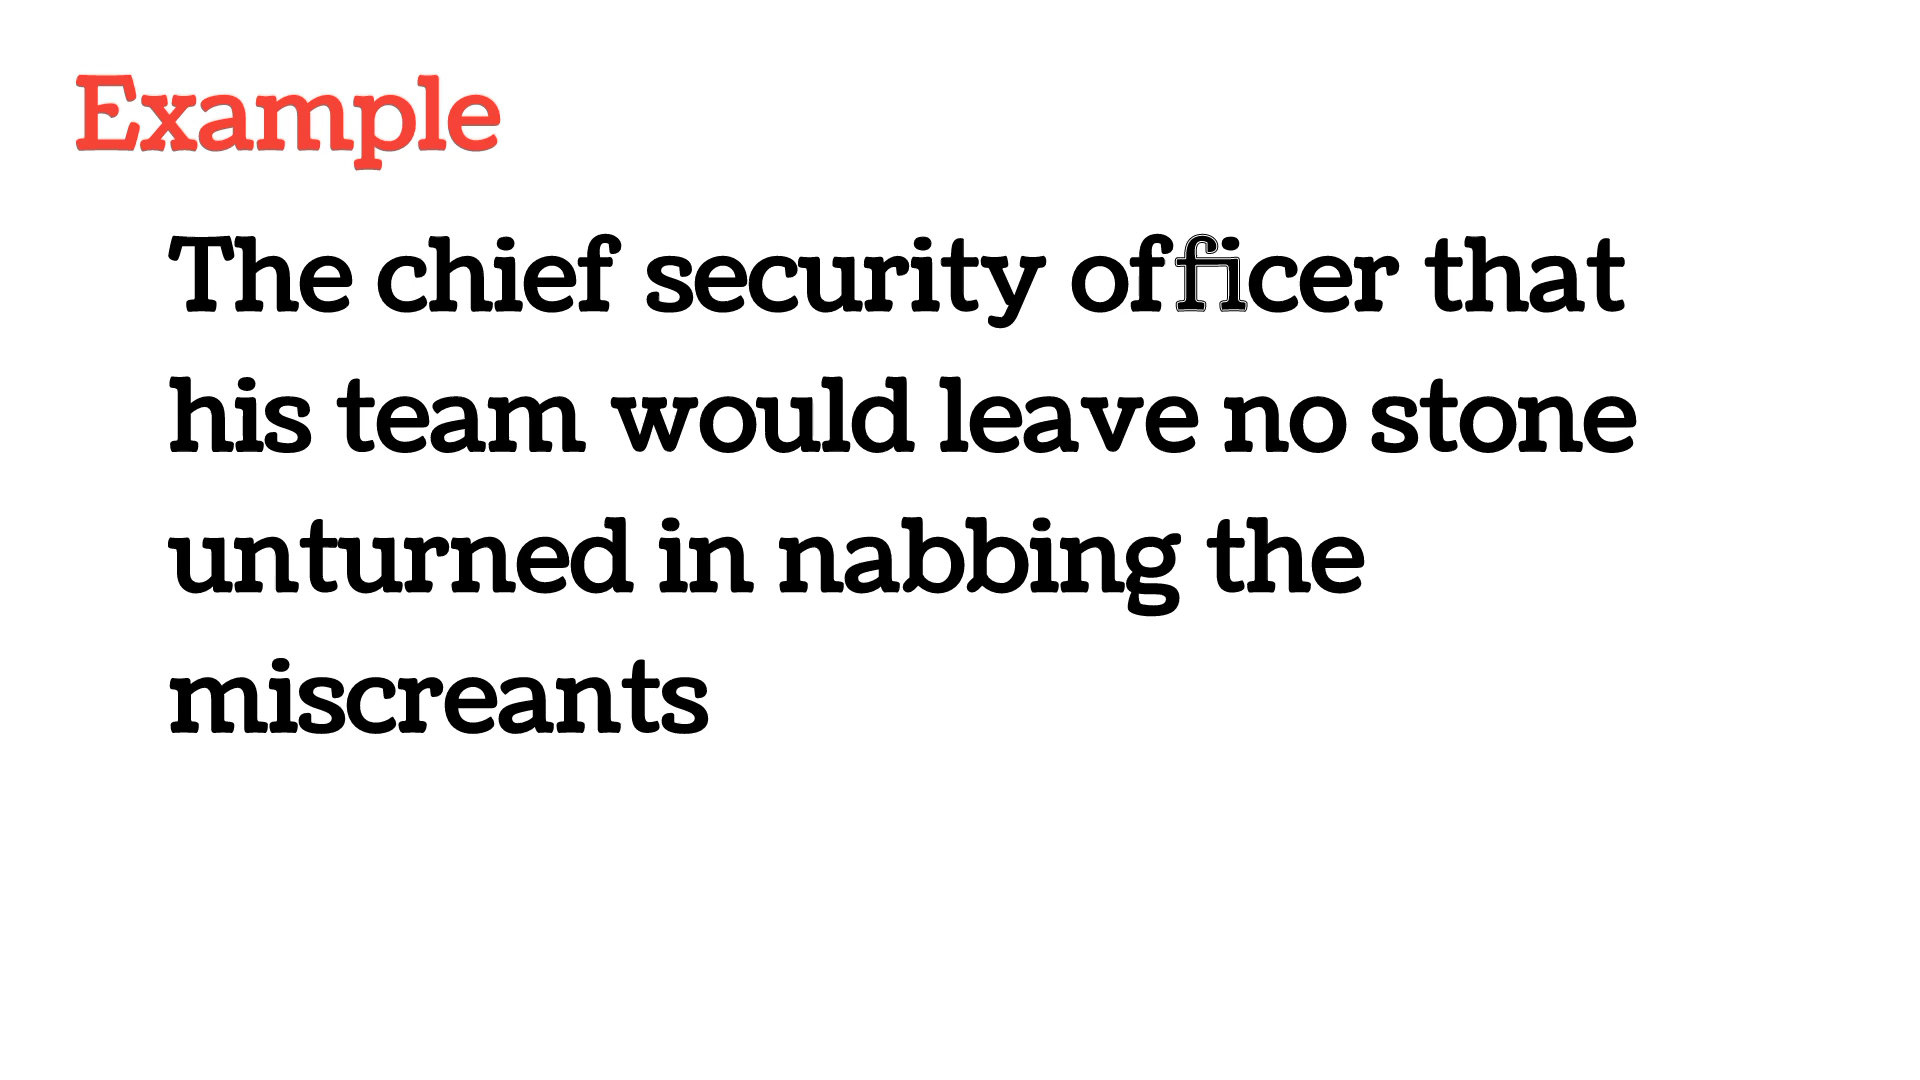 Example
The chief security officer that
his team would leave no stone
unturned in nabbing the
miscreants